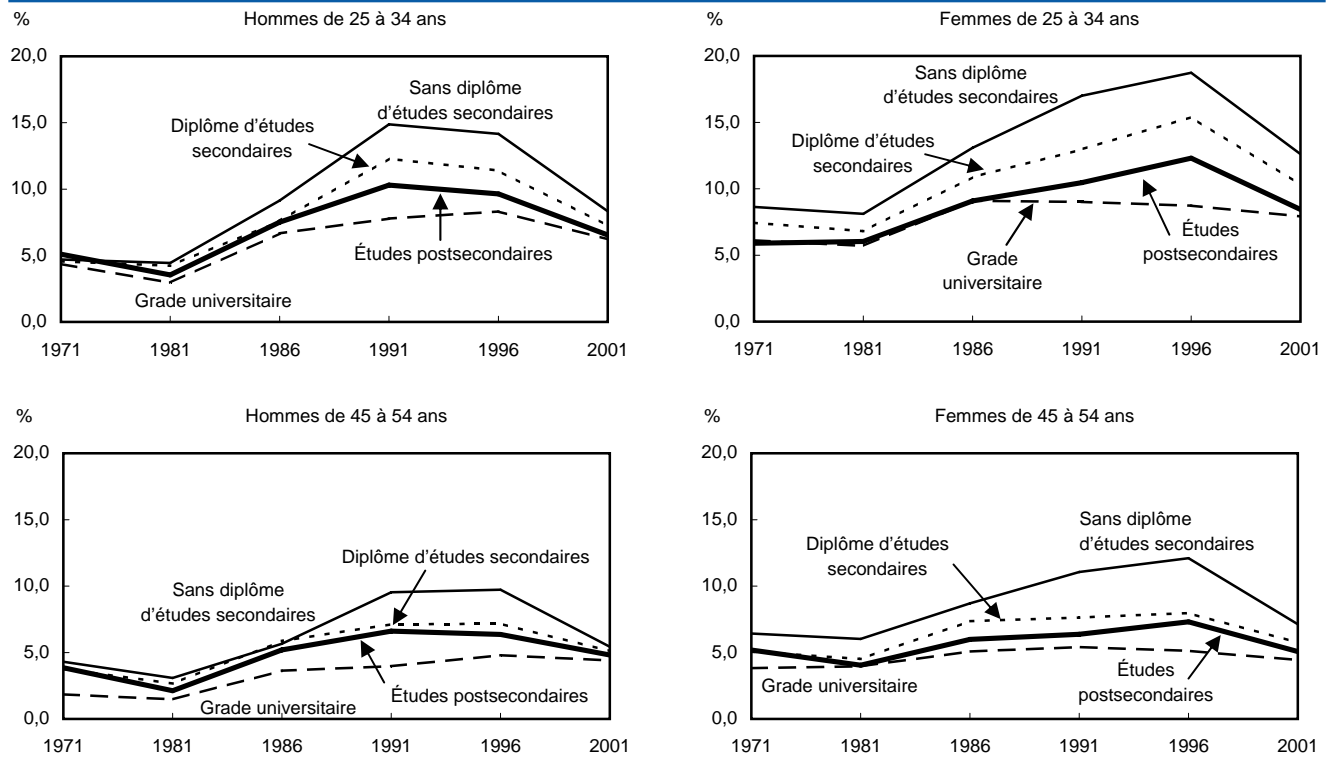 %
Hommes de 25 à 34 ans
20,0
15,0
10,0
5,0
0,0
Sans diplôme
d'études secondaires
Diplôme d'études
secondaires
Études postsecondaires
Grade universitaire
1971 1981 1986 1991 1996 2001
%
Femmes de 25 à 34 ans
20,0
15,0
10,0
5,0
0,0
Sans diplôme
d'études secondaires
Diplôme d'études
secondaires
Études
postsecondaires
Grade
universitaire
1971 1981 1986 1991 1996 2001
%
Hommes de 45 à 54 ans
20,0
15,0
10,0
5,0
0,0
Diplôme d'études secondaires
Sans diplôme
d'études secondaires
Études postsecondaires
Grade universitaire
1971 1981 1986 1991 1996 2001
%
Femmes de 45 à 54 ans
20,0
15,0
10,0
5,0
0,0
Sans diplôme
d'études secondaires
Diplôme d'études
secondaires
Études
postsecondaires
Grade universitaire
1971 1981 1986 1991 1996 2001